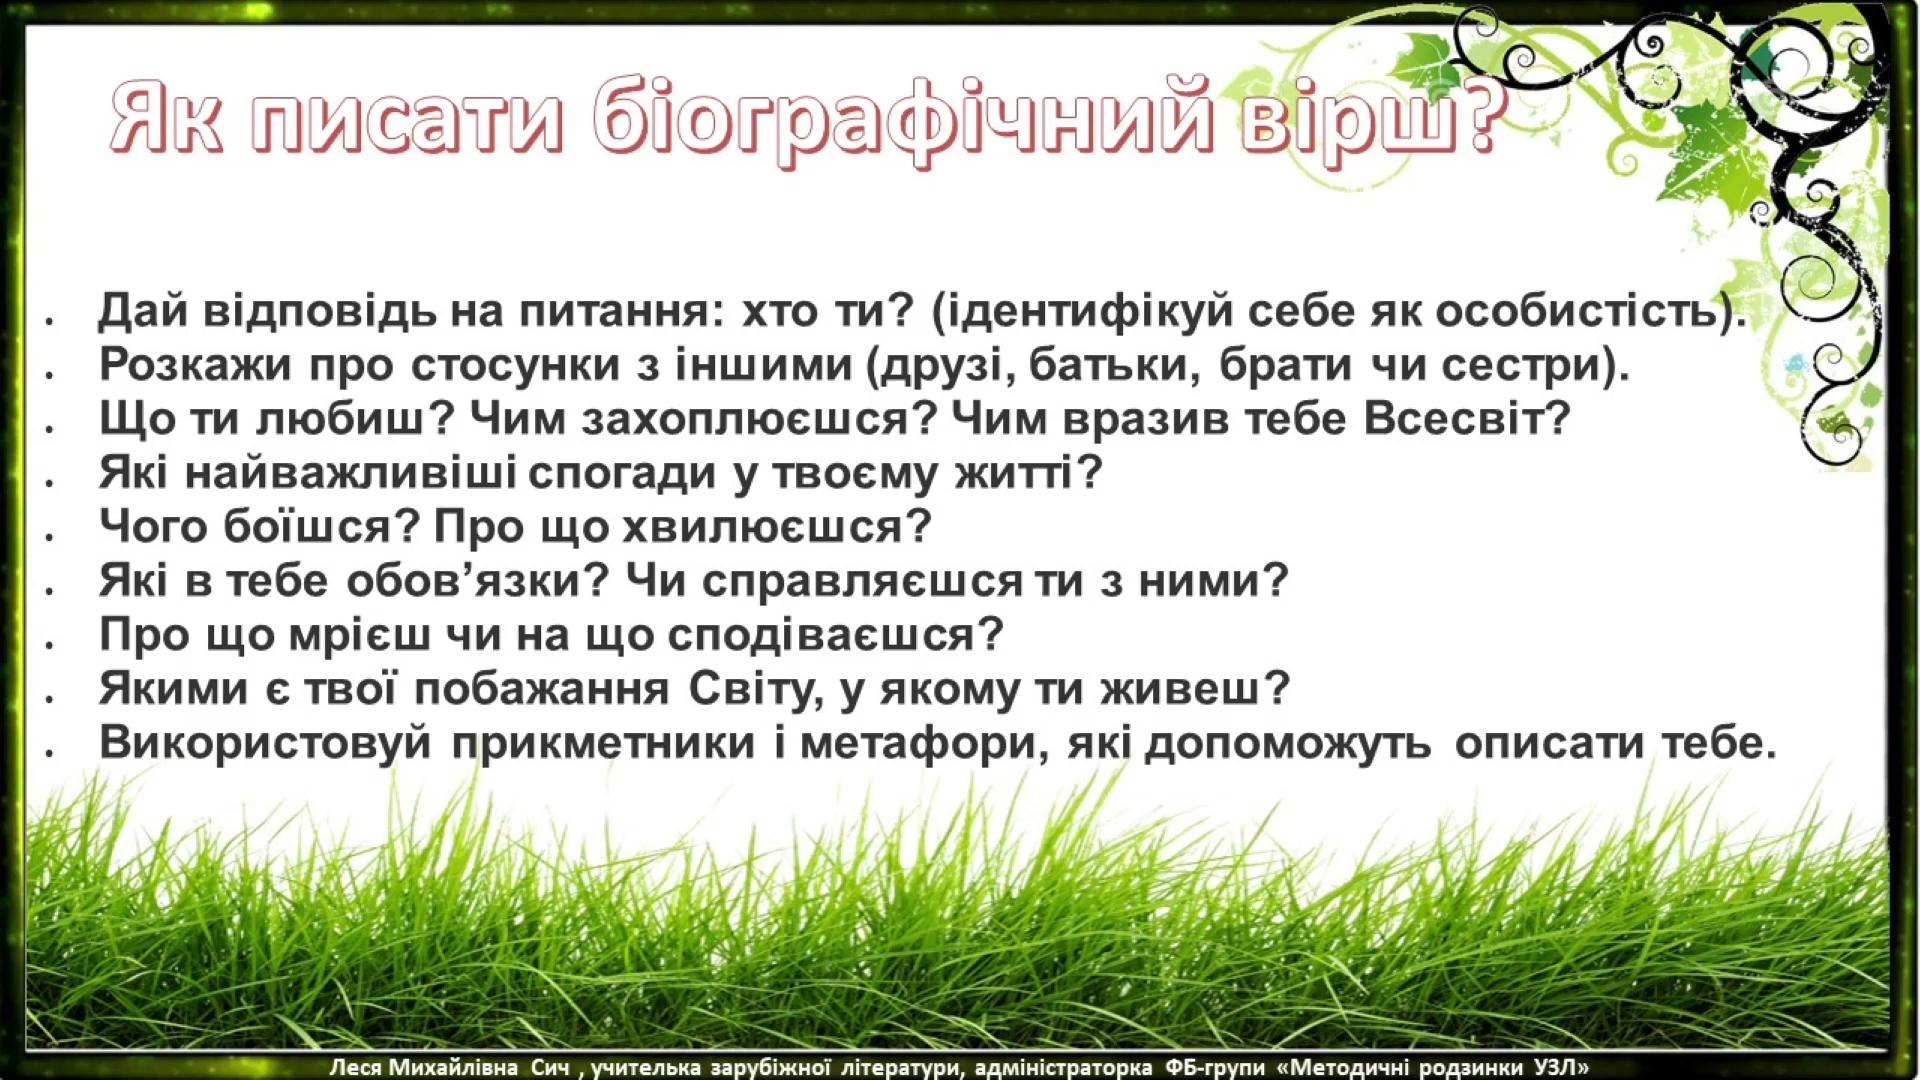 Як писати біографічний вірш?
Дай відповідь на питання: хто ти? (ідентифікуй себе як особистість).
Розкажи про стосунки з іншими (друзі, батьки, брати чи сестри).
Що ти любиш? Чим захоплюєшся? Чим вразив тебе Всесвіт?
Які найважливіші спогади у твоєму житті?
Чого боїшся? Про що хвилюєшся?
Які в тебе обов’язки? Чи справляєшся ти з ними?
Про що мрієш чи на що сподіваєшся?
Якими є твої побажання Світу, у якому ти живеш?
Використовуй прикметники і метафори, які допоможуть описати тебе.
Леся Михайлівна Сич , учителька зарубіжної літератури, адміністраторка ФБ-групи «Методичні родзинки УЗЛ»